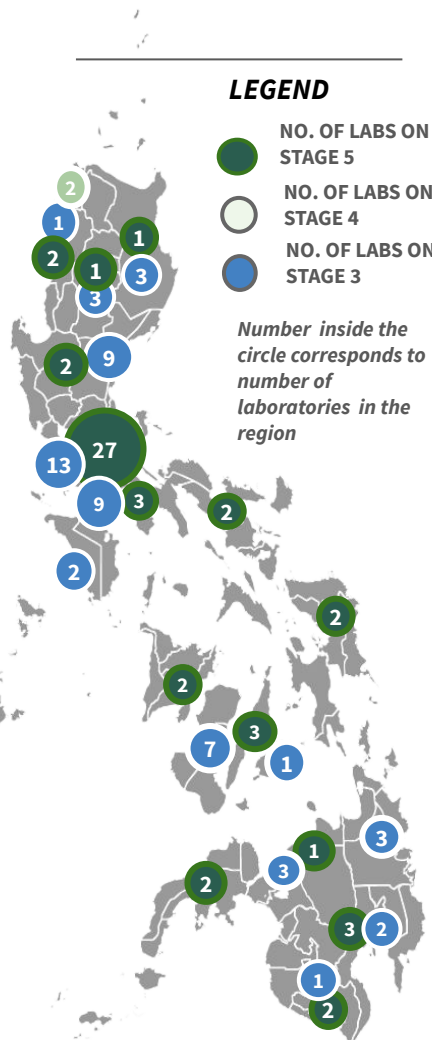 LEGEND
NO. OF LABS ON
STAGE 5
NO. OF LABS ON
STAGE 4
NO. OF LABS ON
STAGE 3
Number inside the
circle corresponds to
number of
laboratories in the
region
2
1
1
2
1
3
3
2
9
27
13
9
3
2
2
2
2
3
7
1
3
1
3
2
3
2
1
2